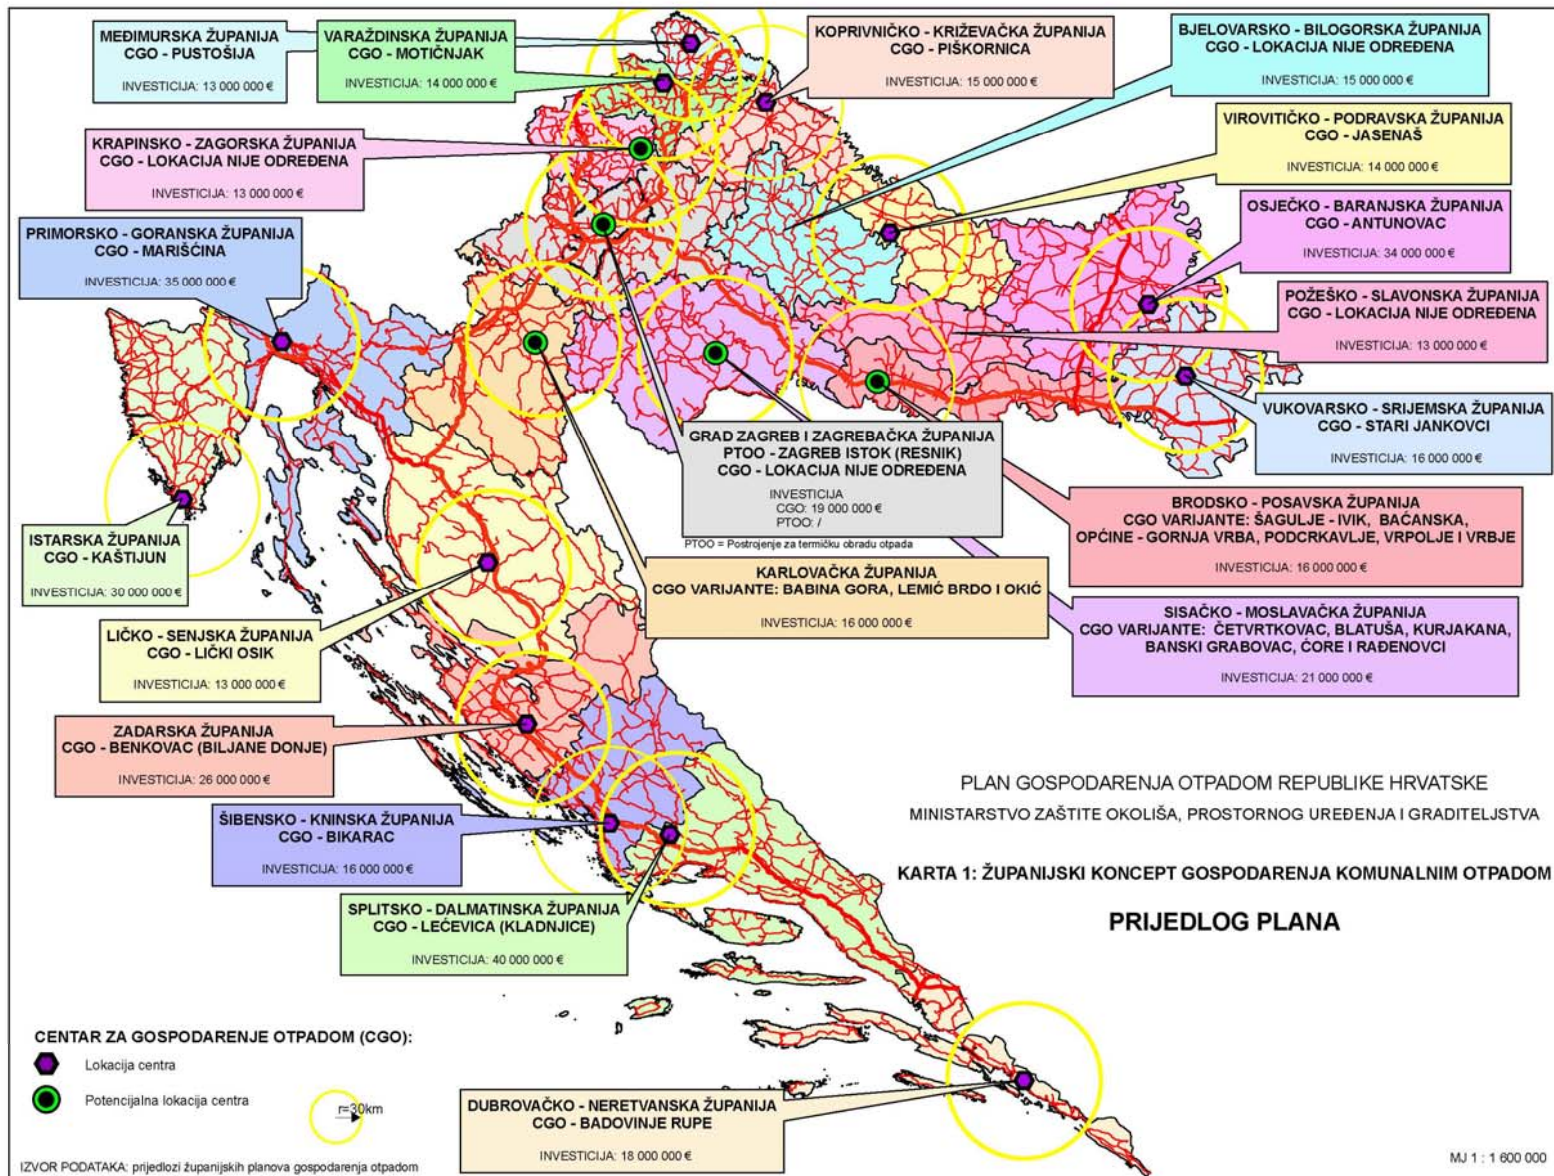 MEĐIMURSKA ŽUPANIJA
CGO - PUSTOŠIJA
INVESTICIJA: 13 000 000 €
VARAŽDINSKA ŽUPANIJA
CGO - MOTIČNJAK
INVESTICIJA: 14 000 000 €
KOPRIVNIČKO - KRIŽEVAČKA ŽUPANIJA
CGO - PIŠKORNICA
INVESTICIJA: 15 000 000 €
BJELOVARSKO - BILOGORSKA ŽUPANIJA
CGO - LOKACIJA NIJE ODREĐENA
INVESTICIJA: 15 000 000 €
VIROVITIČKO - PODRAVSKA ŽUPANIJA
CGO - JASENAŠ
INVESTICIJA: 14 000 000 €
KRAPINSKO - ZAGORSKA ŽUPANIJA
CGO - LOKACIJA NIJE ODREĐENA
INVESTICIJA: 13 000 000 €
OSJEČKO - BARANJSKA ŽUPANIJA
CGO - ANTUNOVAC
INVESTICIJA: 34 000 000 €
PRIMORSKO - GORANSKA ŽUPANIJA
CGO - MARIŠĆINA
INVESTICIJA: 35 000 000 €
POŽEŠKO - SLAVONSKA ŽUPANIJA
CGO - LOKACIJA NIJE ODREĐENA
INVESTICIJA: 13 000 000 €
VUKOVARSKO - SRIJEMSKA ŽUPANIJA
CGO - STARI JANKOVCI
INVESTICIJA: 16 000 000 €
GRAD ZAGREB I ZAGREBAČKA ŽUPANIJA
PTOO - ZAGREB ISTOK (RESNIK)
CGO - LOKACIJA NIJE ODREĐENA
INVESTICIJA
CGO: 19 000 000 €
PTOO: /
PTOO = Postrojenje za termičku obradu otpada
BRODSKO - POSAVSKA ŽUPANIJA
CGO VARIJANTE: ŠAGULJE - IVIK, BAĆANSKA,
OPĆINE - GORNJA VRBA, PODCRKAVLJE, VRPOLJE I VRBJE
INVESTICIJA: 16 000 000 €
ISTARSKA ŽUPANIJA
CGO - KAŠTIJUN
INVESTICIJA: 30 000 000 €
KARLOVAČKA ŽUPANIJA
CGO VARIJANTE: BABINA GORA, LEMIĆ BRDO I OKIĆ
INVESTICIJA: 16 000 000 €
SISAČKO - MOSLAVAČKA ŽUPANIJA
CGO VARIJANTE: ČETVRTKOVAC, BLATUŠA, KURJAKANA,
BANSKI GRABOVAC, ČORE I RAĐENOVCI
INVESTICIJA: 21 000 000 €
LIČKO - SENJSKA ŽUPANIJA
CGO - LIČKI OSIK
INVESTICIJA: 13 000 000 €
ZADARSKA ŽUPANIJA
CGO - BENKOVAC (BILJANE DONJE)
INVESTICIJA: 26 000 000 €
ŠIBENSKO - KNINSKA ŽUPANIJA
CGO - BIKARAC
INVESTICIJA: 16 000 000 €
SPLITSKO - DALMATINSKA ŽUPANIJA
CGO - LEĆEVICA (KLADNJICE)
INVESTICIJA: 40 000 000 €
PLAN GOSPODARENJA OTPADOM REPUBLIKE HRVATSKE
MINISTARSTVO ZAŠTITE OKOLIŠA, PROSTORNOG UREĐENJA I GRADITELJSTVA
KARTA 1: ŽUPANIJSKI KONCEPT GOSPODARENJA KOMUNALNIM OTPADOM
PRIJEDLOG PLANA
CENTAR ZA GOSPODARENJE OTPADOM (CGO):
Lokacija centra
Potencijalna lokacija centra
r=30km
DUBROVAČKO - NERETVANSKA ŽUPANIJA
CGO - BADOVINJE RUPE
INVESTICIJA: 18 000 000 €
IZVOR PODATAKA: prijedlozi županijskih planova gospodarenja otpadom
MJ 1 : 1 600 000